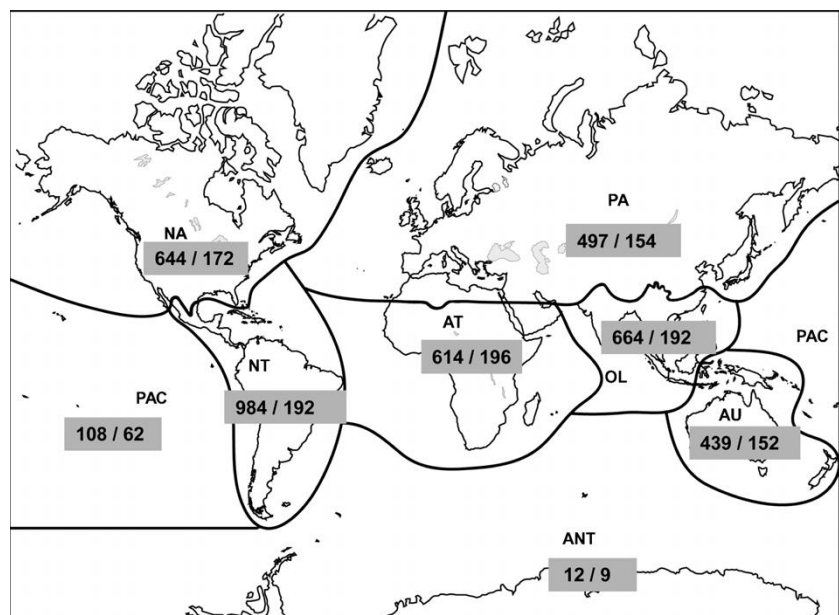 PA
497 / 154
NA
644 / 172
AT
614 / 196
664 / 192
PAC
NT
984 / 192
OL
PAC
108 / 62
AU
439 / 152
ANT
12 / 9